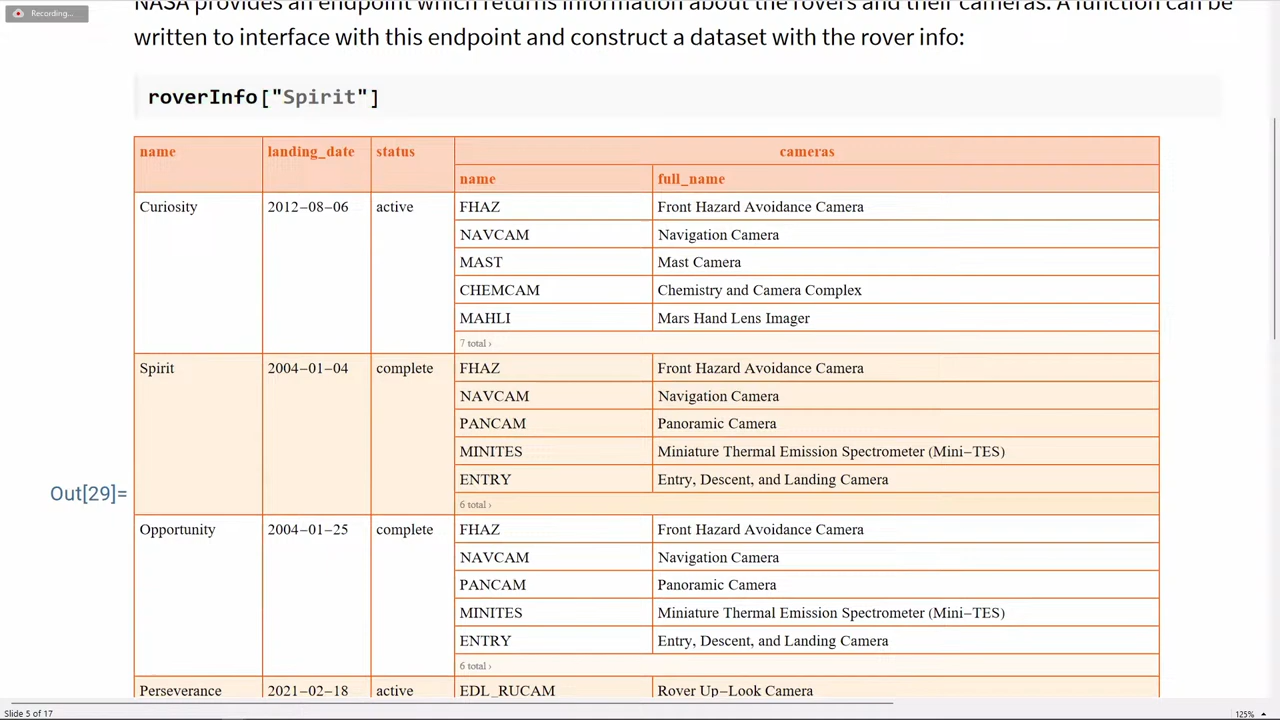 Recording...
NASA provides an endpoint which returns information about the rovers and their cameras. A function can be
written to interface with this endpoint and construct a dataset with the rover info:
roverInfo["Spirit"]
name landing_date status cameras
name full_name
Curiosity 2012-08-06 active FHAZ Front Hazard Avoidance Camera
NAVCAM Navigation Camera
MAST Mast Camera
CHEMCAM Chemistry and Camera Complex
MAHLI Mars Hand Lens Imager
7 total ›
Spirit 2004-01-04 complete FHAZ Front Hazard Avoidance Camera
NAVCAM Navigation Camera
PANCAM Panoramic Camera
MINITES Miniature Thermal Emission Spectrometer (Mini-TES)
ENTRY Entry, Descent, and Landing Camera
Out[29]=
6 total ›
Opportunity 2004-01-25 complete FHAZ Front Hazard Avoidance Camera
NAVCAM Navigation Camera
PANCAM Panoramic Camera
MINITES Miniature Thermal Emission Spectrometer (Mini-TES)
ENTRY Entry, Descent, and Landing Camera
6 total ›
Perseverance 2021-02-18 active EDL_RUCAM Rover Up-Look Camera
Slide 5 of 17 125%